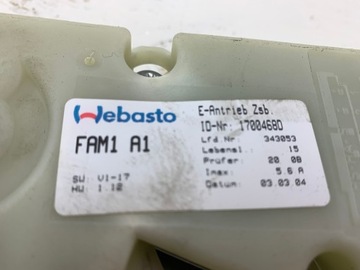 Webasto
E-Antrieb Zsb.
ID-Nr: 1700468D
FAM1 A1
Lfd Nr: 343053
Lebensl.: 15
Prüfer: 20 08
SW: V1-17
Imax: 5.6 A
HW: 1.12
Datum: 03.03.04